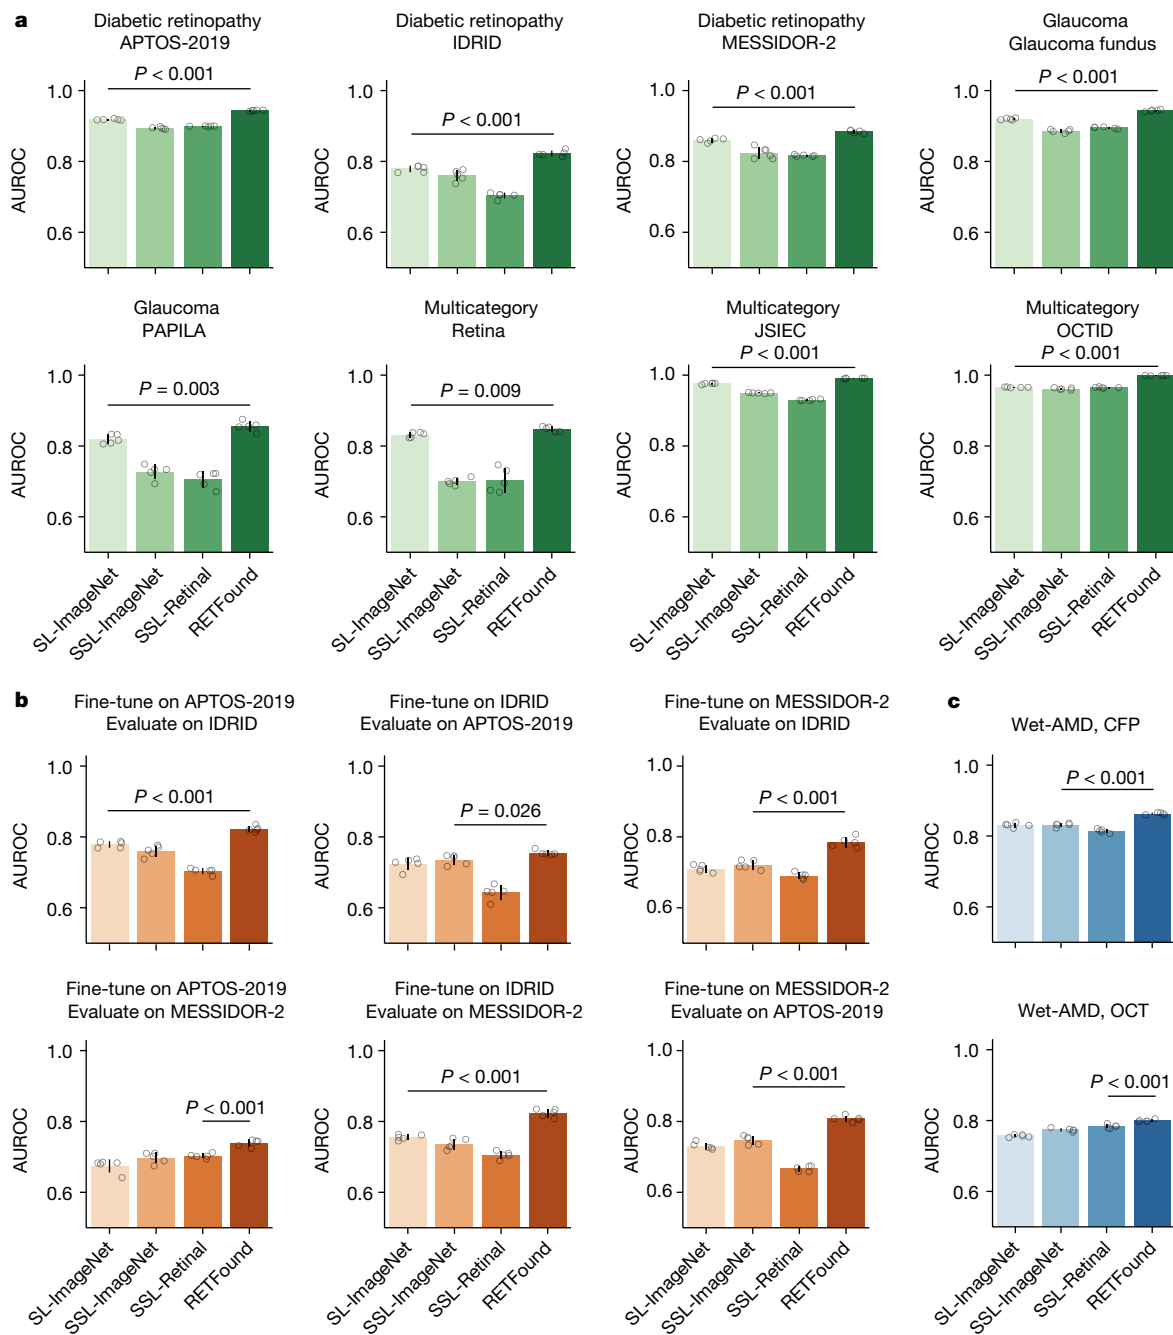 a
Diabetic retinopathy
APTOS-2019
P < 0.001
AUROC
1.0
0.8
0.6
Diabetic retinopathy
IDRID
P < 0.001
AUROC
1.0
0.8
0.6
Diabetic retinopathy
MESSIDOR-2
P < 0.001
AUROC
1.0
0.8
0.6
Glaucoma
Glaucoma fundus
P < 0.001
AUROC
1.0
0.8
0.6
Glaucoma
PAPILA
P = 0.003
AUROC
1.0
0.8
0.6
SL-ImageNet
SSL-ImageNet
SSL-Retinal
RETFound
Multicategory
Retina
P = 0.009
AUROC
1.0
0.8
0.6
SL-ImageNet
SSL-ImageNet
SSL-Retinal
RETFound
Multicategory
JSIEC
P < 0.001
AUROC
1.0
0.8
0.6
SL-ImageNet
SSL-ImageNet
SSL-Retinal
RETFound
Multicategory
OCTID
P < 0.001
AUROC
1.0
0.8
0.6
SL-ImageNet
SSL-ImageNet
SSL-Retinal
RETFound
b
Fine-tune on APTOS-2019
Evaluate on IDRID
P < 0.001
AUROC
1.0
0.8
0.6
Fine-tune on IDRID
Evaluate on APTOS-2019
P = 0.026
AUROC
1.0
0.8
0.6
Fine-tune on MESSIDOR-2
Evaluate on IDRID
P < 0.001
AUROC
1.0
0.8
0.6
c
Wet-AMD, CFP
P < 0.001
AUROC
1.0
0.8
0.6
Fine-tune on APTOS-2019
Evaluate on MESSIDOR-2
P < 0.001
AUROC
1.0
0.8
0.6
SL-ImageNet
SSL-ImageNet
SSL-Retinal
RETFound
Fine-tune on IDRID
Evaluate on MESSIDOR-2
P < 0.001
AUROC
1.0
0.8
0.6
SL-ImageNet
SSL-ImageNet
SSL-Retinal
RETFound
Fine-tune on MESSIDOR-2
Evaluate on APTOS-2019
P < 0.001
AUROC
1.0
0.8
0.6
SL-ImageNet
SSL-ImageNet
SSL-Retinal
RETFound
Wet-AMD, OCT
P < 0.001
AUROC
1.0
0.8
0.6
SL-ImageNet
SSL-ImageNet
SSL-Retinal
RETFound